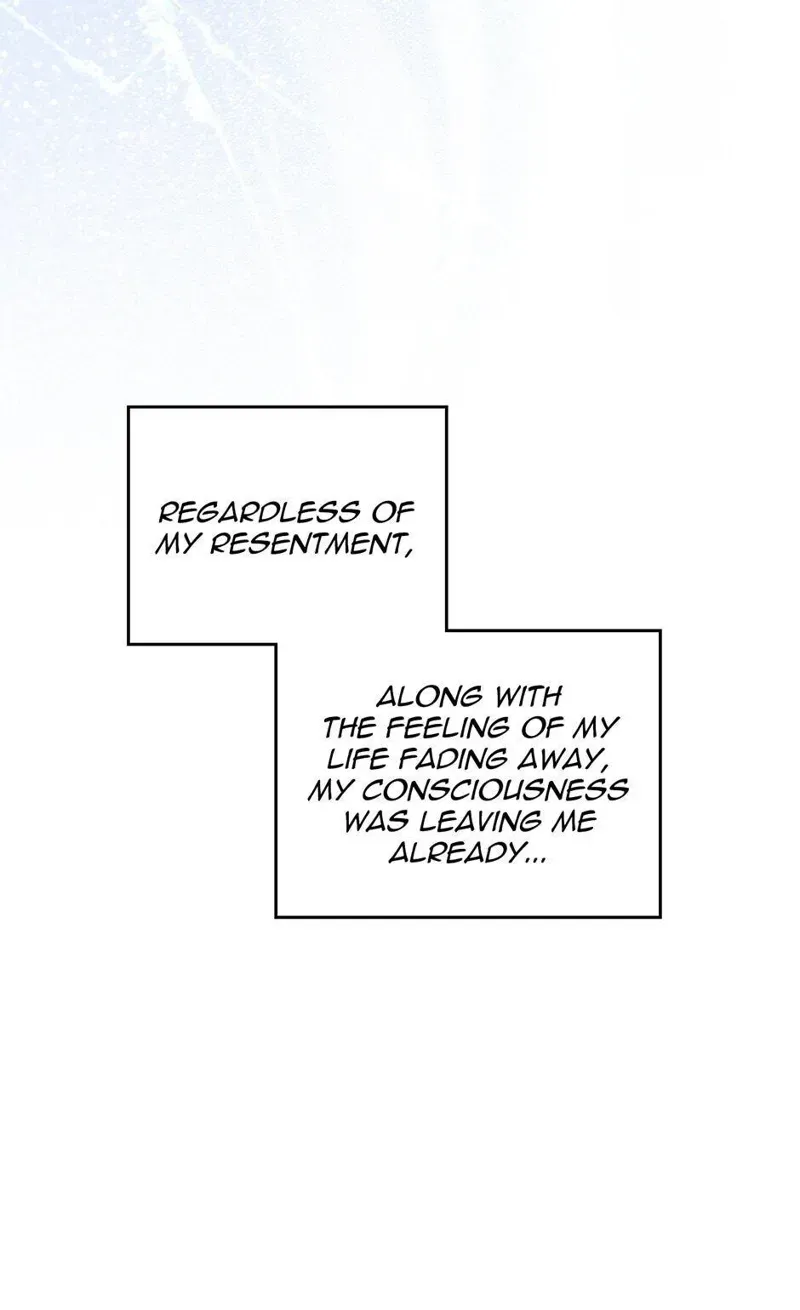 REGARDLESS OF
MY RESENTMENT,
ALONG WITH
THE FEELING OF MY
LIFE FADING AWAY,
MY CONSCIOUSNESS
WAS LEAVING ME
ALREADY...